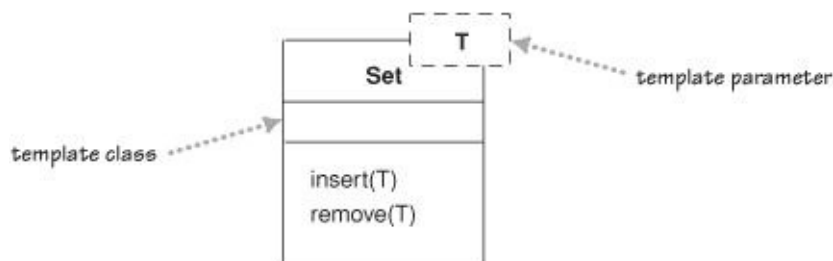 T
Set
template parameter
template class
insert(T)
remove(T)